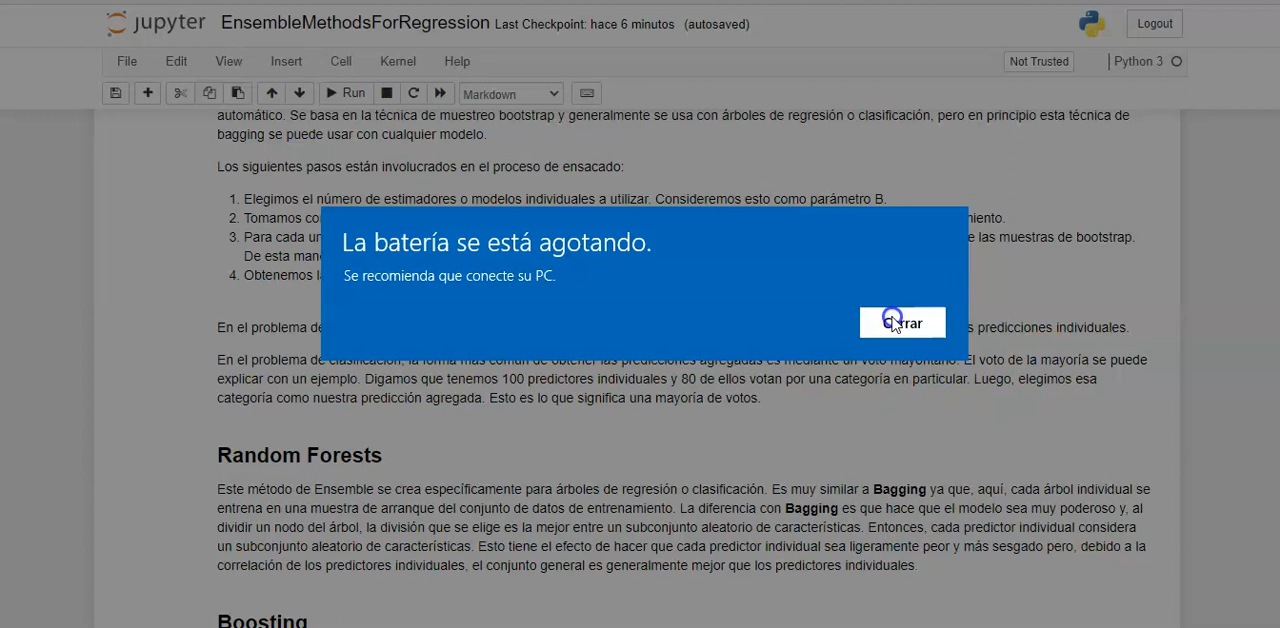 jupyter EnsembleMethodsForRegression Last Checkpoint: hace 6 minutos (autosaved) Logout
File Edit View Insert Cell Kernel Help Not Trusted Python 3
Run Markdown
automático. Se basa en la técnica de muestreo bootstrap y generalmente se usa con árboles de regresión o clasificación, pero en principio esta técnica de
bagging se puede usar con cualquier modelo.
Los siguientes pasos están involucrados en el proceso de ensacado:
1. Elegimos el número de estimadores o modelos individuales a utilizar. Consideremos esto como parámetro B.
2. Tomamos
3. Para cada e las muestras de bootstrap.
De esta
4. Obtenemos
La batería se está agotando.
Se recomienda que conecte su PC.
Cerrar
En el problema de s predicciones individuales.
En el problema de clasificación, la forma más común de obtener las predicciones agregadas es mediante un voto mayoritario. El voto de la mayoría se puede
explicar con un ejemplo. Digamos que tenemos 100 predictores individuales y 80 de ellos votan por una categoría en particular. Luego, elegimos esa
categoría como nuestra predicción agregada. Esto es lo que significa una mayoría de votos.
Random Forests
Este método de Ensemble se crea específicamente para árboles de regresión o clasificación. Es muy similar a Bagging ya que, aquí, cada árbol individual se
entrena en una muestra de arranque del conjunto de datos de entrenamiento. La diferencia con Bagging es que hace que el modelo sea muy poderoso y, al
dividir un nodo del árbol, la división que se elige es la mejor entre un subconjunto aleatorio de características. Entonces, cada predictor individual considera
un subconjunto aleatorio de características. Esto tiene el efecto de hacer que cada predictor individual sea ligeramente peor y más sesgado pero, debido a la
correlación de los predictores individuales, el conjunto general es generalmente mejor que los predictores individuales.
Boosting